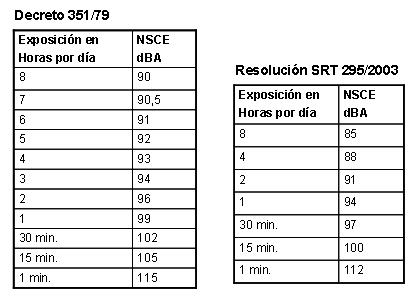 Decreto 351/79
Exposición en Horas por día NSCE dBA
8 90
7 90,5
6 91
5 92
4 93
3 94
2 96
1 99
30 min. 102
15 min. 105
1 min. 115
Resolución SRT 295/2003
Exposición en Horas por día NSCE dBA
8 85
4 88
2 91
1 94
30 min. 97
15 min. 100
1 min. 112